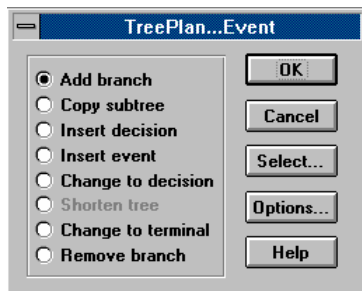 TreePlan...Event
Add branch
Copy subtree
Insert decision
Insert event
Change to decision
Shorten tree
Change to terminal
Remove branch
OK
Cancel
Select...
Options...
Help